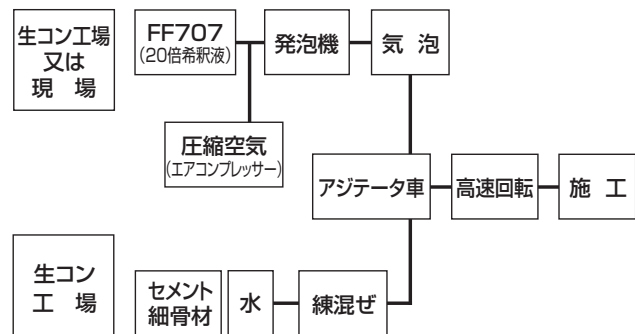 生コン工場
又は
現 場
FF707
(20倍希釈液)
発泡機
気 泡
圧縮空気
(エアコンプレッサー)
アジテータ車
高速回転
施 工
生コン
工 場
セメント
細骨材
水
練混ぜ